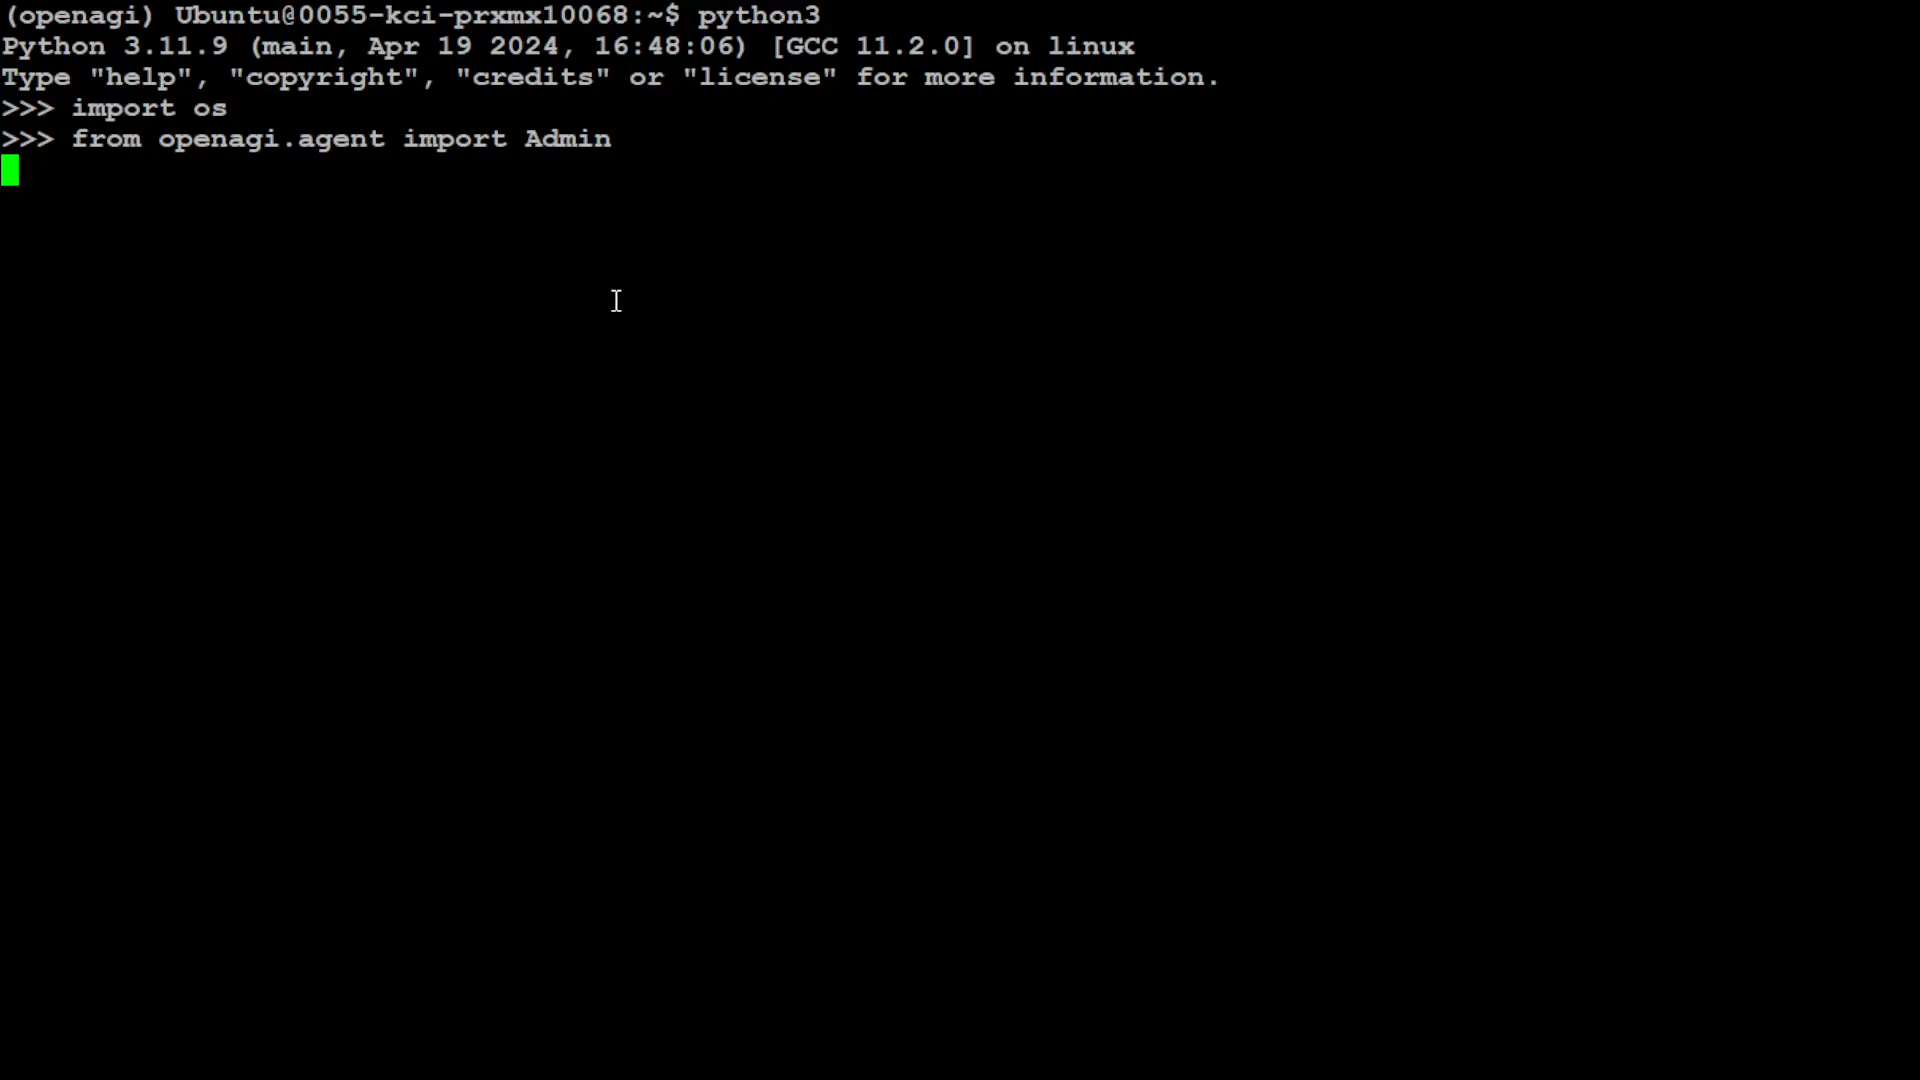 (openagi) Ubuntu@0055-kci-prxmx10068:~$ python3
Python 3.11.9 (main, Apr 19 2024, 16:48:06) [GCC 11.2.0] on linux
Type "help", "copyright", "credits" or "license" for more information.
>>> import os
>>> from openagi.agent import Admin